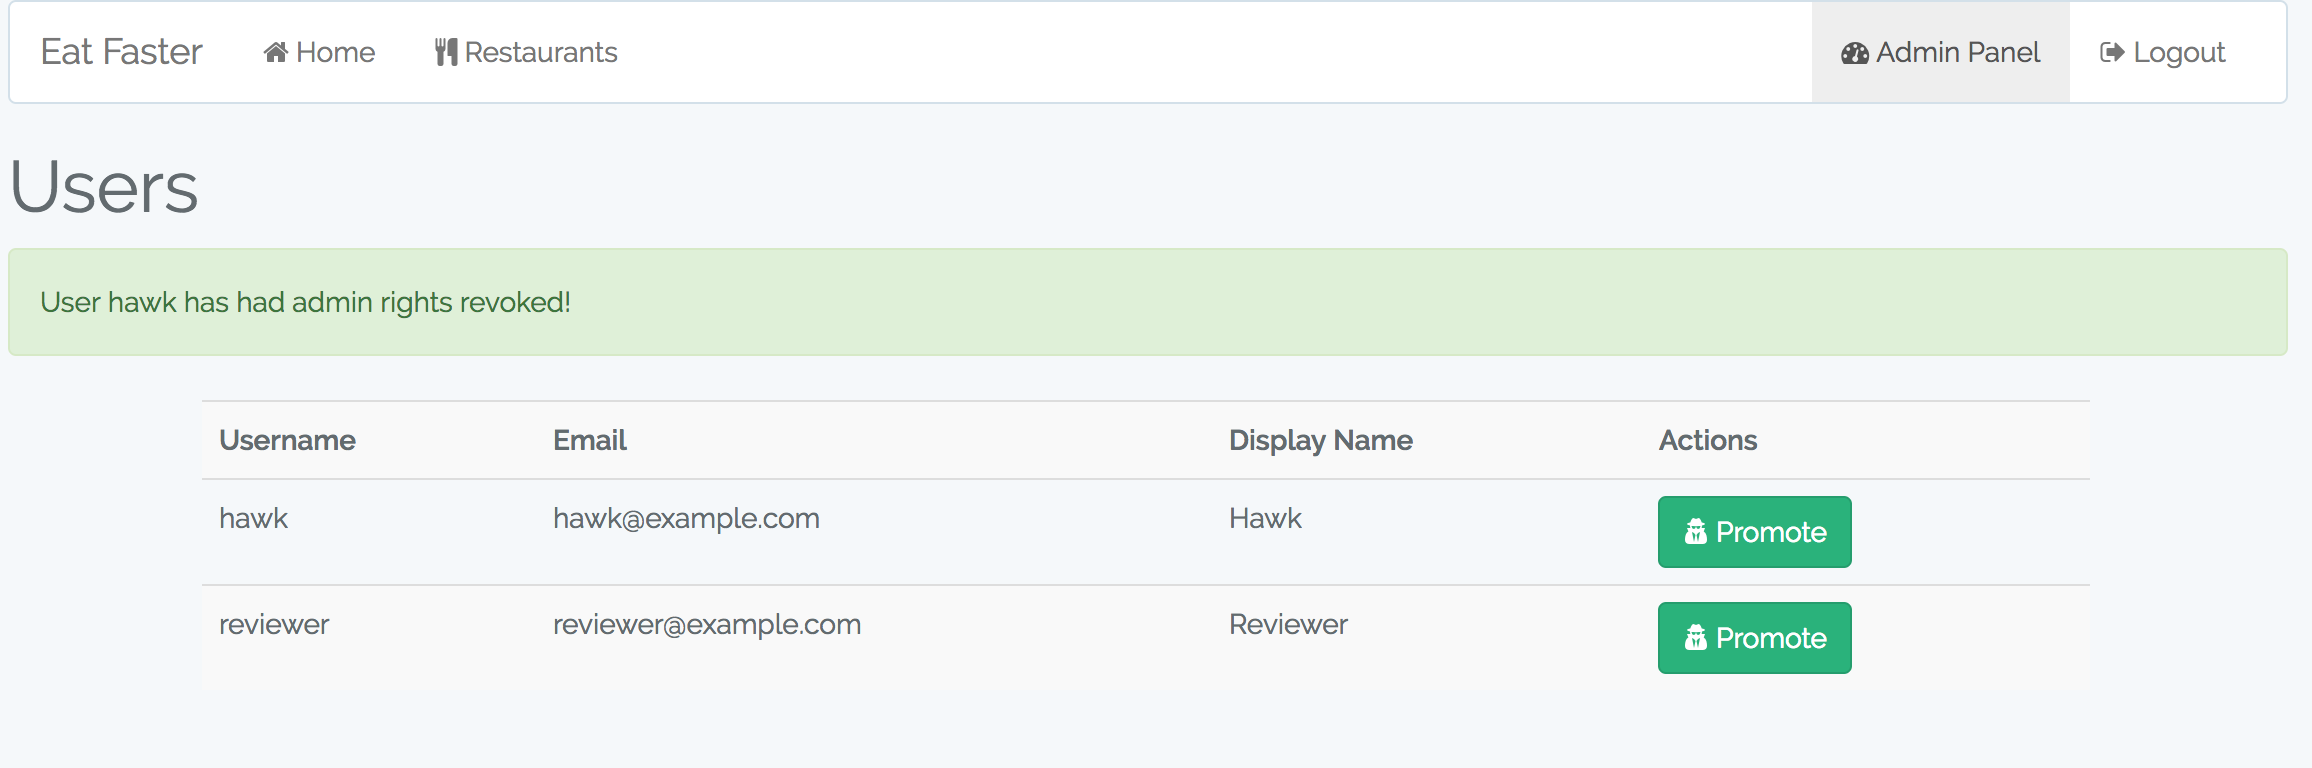 Eat Faster Home Restaurants Admin Panel Logout
Users
User hawk has had admin rights revoked!
Username Email Display Name Actions
hawk hawk@example.com Hawk Promote
reviewer reviewer@example.com Reviewer Promote